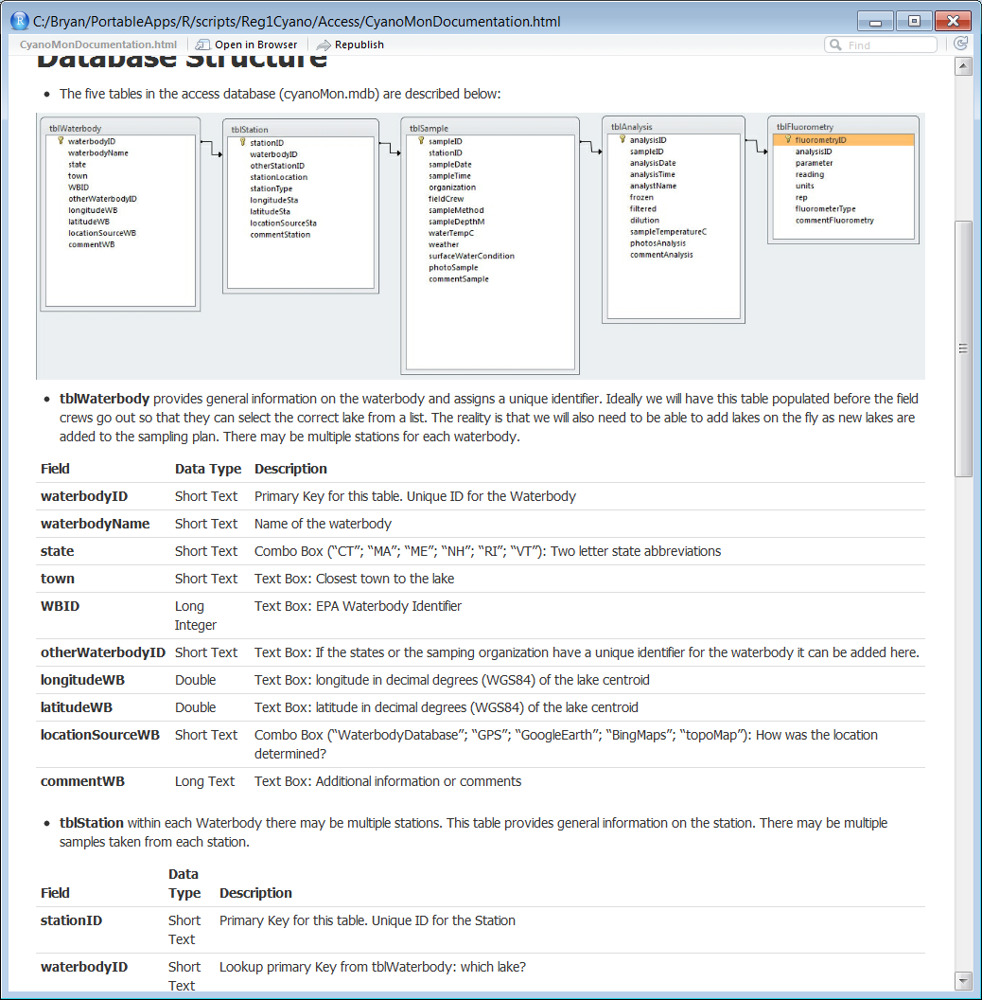 C:/Bryan/PortableApps/R/scripts/Reg1Cyano/Access/CyanoMonDocumentation.html
CyanoMonDocumentation.html Open in Browser Republish Find
Database Structure
• The five tables in the access database (cyanoMon.mdb) are described below:
tblWaterbody
waterbodyID
waterbodyName
state
town
WBID
otherWaterbodyID
longitudeWB
latitudeWB
locationSourceWB
commentWB
tblStation
stationID
waterbodyID
otherStationID
stationLocation
stationType
longitudeSta
latitudeSta
locationSourceSta
commentStation
tblSample
sampleID
stationID
sampleDate
sampleTime
organization
fieldCrew
sampleMethod
sampleDepthM
waterTempC
weather
surfaceWaterCondition
photoSample
commentSample
tblAnalysis
analysisID
sampleID
analysisDate
analysisTime
analystName
frozen
filtered
dilution
sampleTemperatureC
photosAnalysis
commentAnalysis
tblFluorometry
fluorometryID
analysisID
parameter
reading
units
rep
fluorometerType
commentFluorometry
• tblWaterbody provides general information on the waterbody and assigns a unique identifier. Ideally we will have this table populated before the field
crews go out so that they can select the correct lake from a list. The reality is that we will also need to be able to add lakes on the fly as new lakes are
added to the sampling plan. There may be multiple stations for each waterbody.
Field Data Type Description
waterbodyID Short Text Primary Key for this table. Unique ID for the Waterbody
waterbodyName Short Text Name of the waterbody
state Short Text Combo Box (“CT”; “MA”; “ME”; “NH”; “RI”; “VT”): Two letter state abbreviations
town Short Text Text Box: Closest town to the lake
WBID Long Text Box: EPA Waterbody Identifier
Integer
otherWaterbodyID Short Text Text Box: If the states or the samping organization have a unique identifier for the waterbody it can be added here.
longitudeWB Double Text Box: longitude in decimal degrees (WGS84) of the lake centroid
latitudeWB Double Text Box: latitude in decimal degrees (WGS84) of the lake centroid
locationSourceWB Short Text Combo Box (“WaterbodyDatabase”; “GPS”; “GoogleEarth”; “BingMaps”; “topoMap”): How was the location
determined?
commentWB Long Text Text Box: Additional information or comments
• tblStation within each Waterbody there may be multiple stations. This table provides general information on the station. There may be multiple
samples taken from each station.
Data
Field Type Description
stationID Short Primary Key for this table. Unique ID for the Station
Text
waterbodyID Short Lookup primary Key from tblWaterbody: which lake?
Text